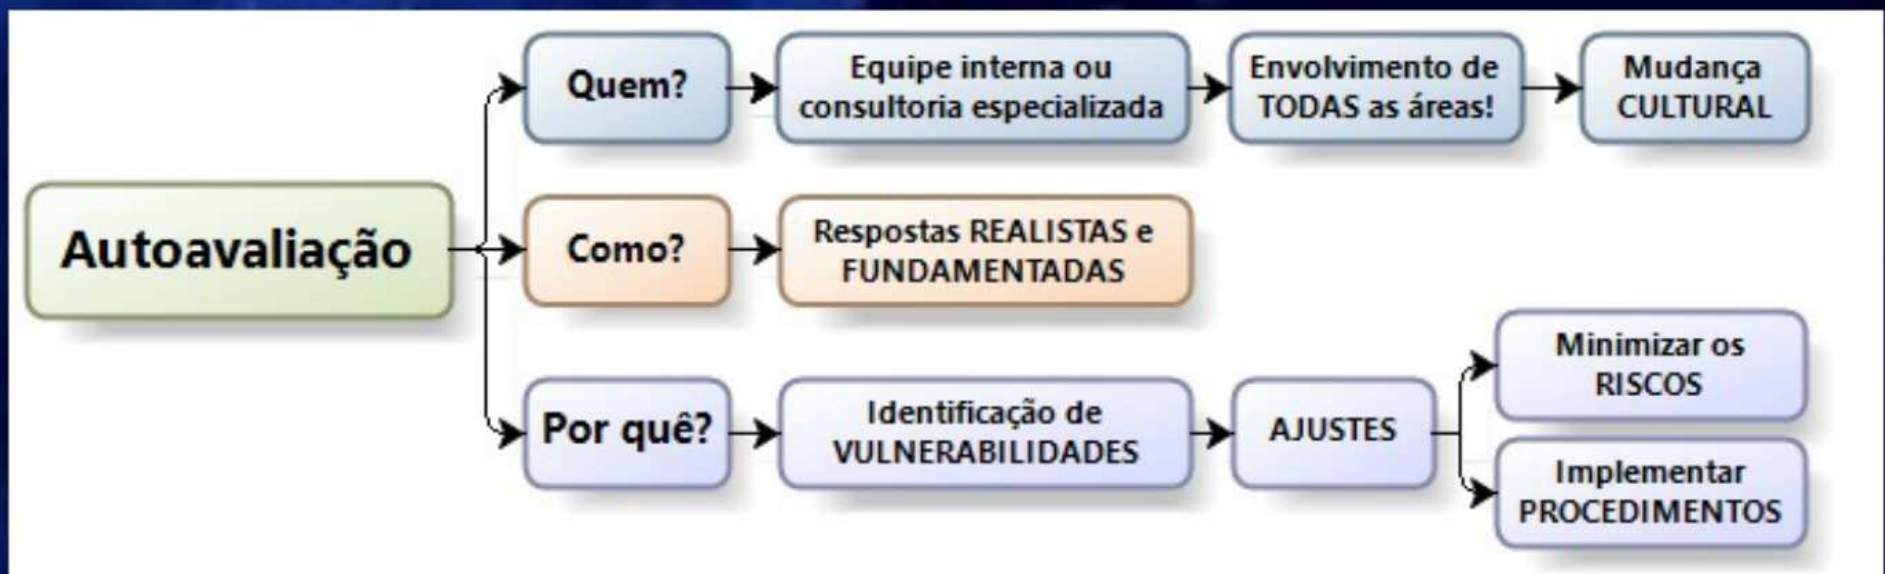 Autoavaliação
Quem?
Equipe interna ou
consultoria especializada
Envolvimento de
TODAS as áreas!
Mudança
CULTURAL
Como?
Respostas REALISTAS e
FUNDAMENTADAS
Por quê?
Identificação de
VULNERABILIDADES
AJUSTES
Minimizar os
RISCOS
Implementar
PROCEDIMENTOS